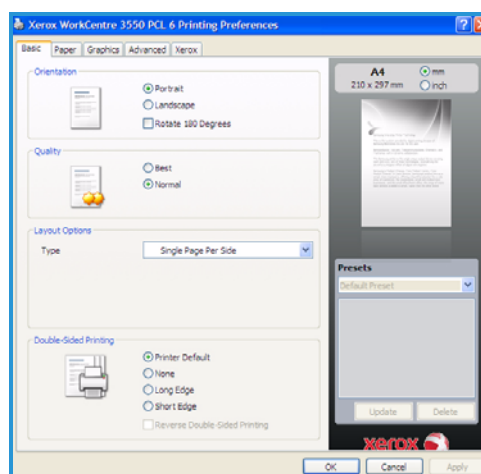 Xerox WorkCentre 3550 PCL 6 Printing Preferences
Basic Paper Graphics Advanced Xerox
Orientation
Portrait
Landscape
Rotate 180 Degrees
Quality
Best
Normal
Layout Options
Type Single Page Per Side
Double-Sided Printing
Printer Default
None
Long Edge
Short Edge
Reverse Double-Sided Printing
A4
210 x 297 mm
mm
inch
Presets
Default Preset
Update Delete
xerox
OK Cancel Apply